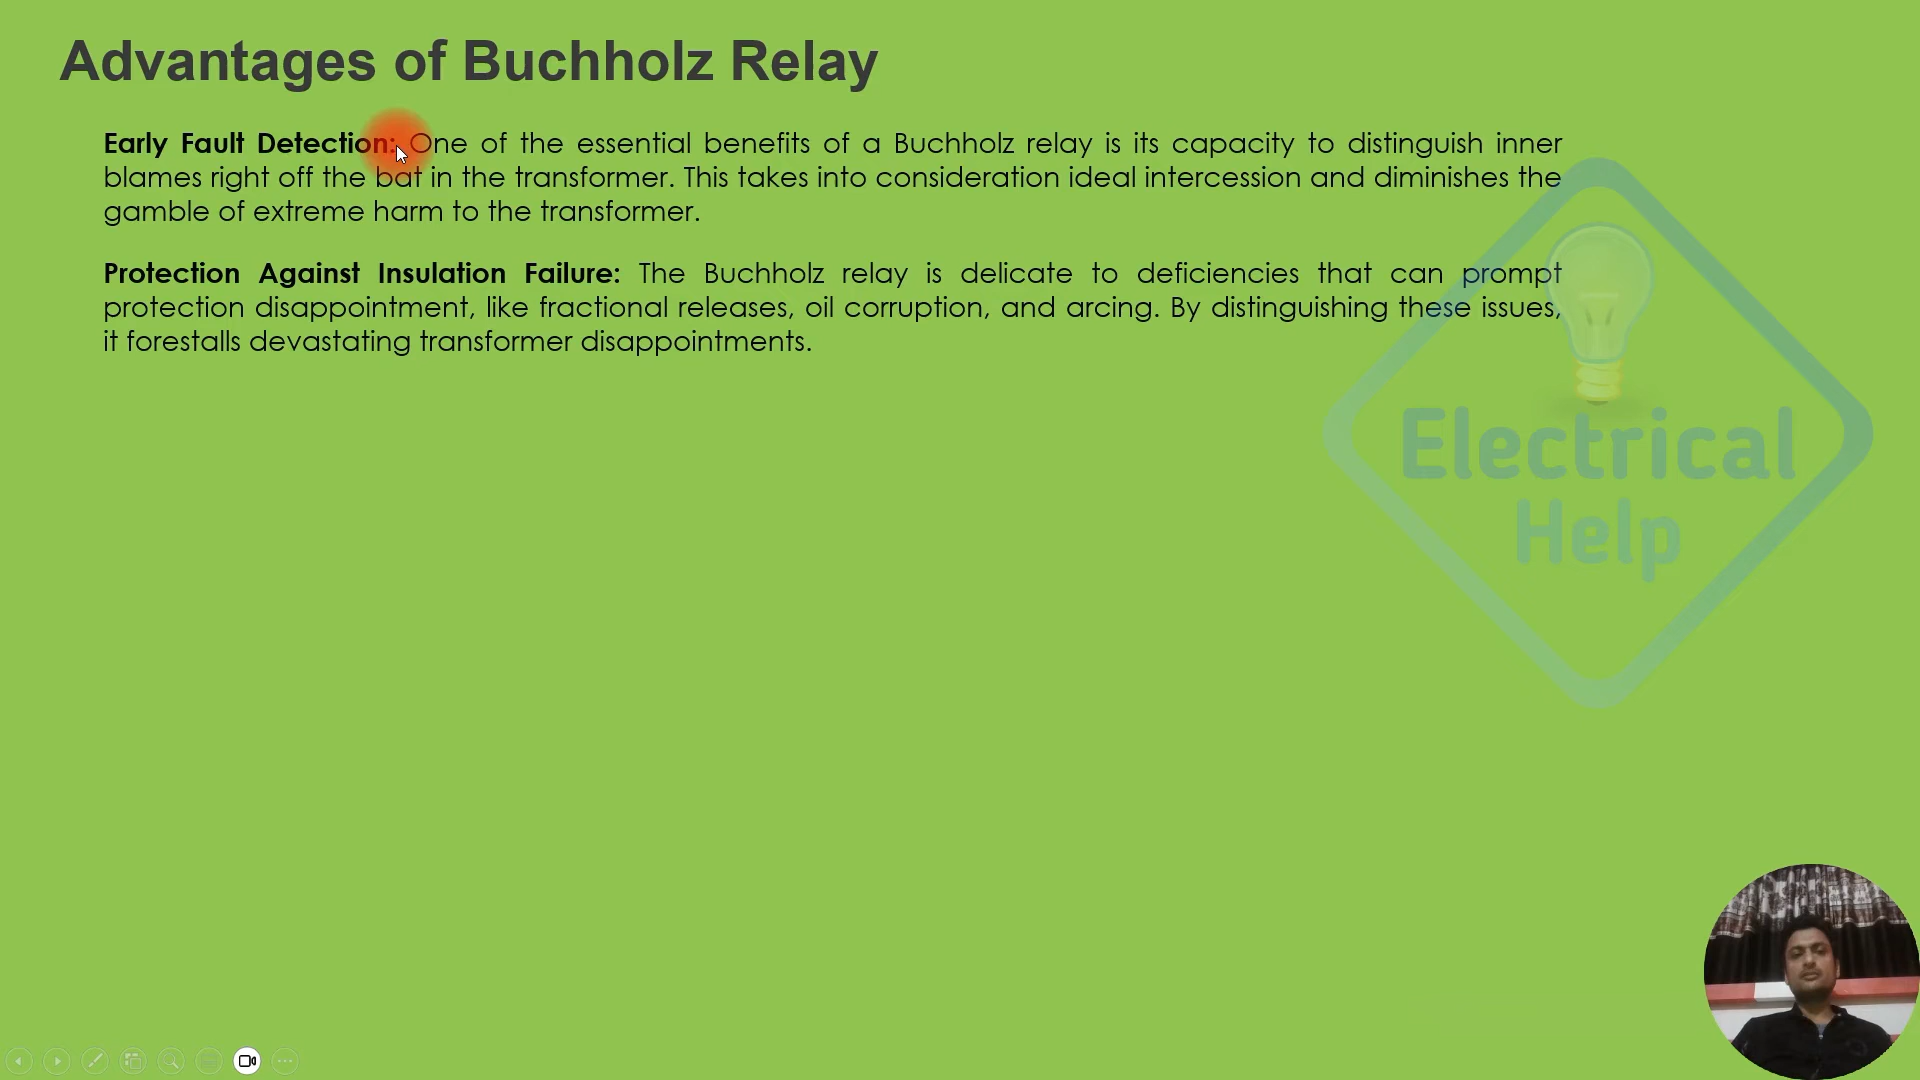 Advantages of Buchholz Relay
Early Fault Detection: One of the essential benefits of a Buchholz relay is its capacity to distinguish inner
blames right off the bat in the transformer. This takes into consideration ideal intercession and diminishes the
gamble of extreme harm to the transformer.
Protection Against Insulation Failure: The Buchholz relay is delicate to deficiencies that can prompt
protection disappointment, like fractional releases, oil corruption, and arcing. By distinguishing these issues,
it forestalls devastating transformer disappointments.
Electrical
Help